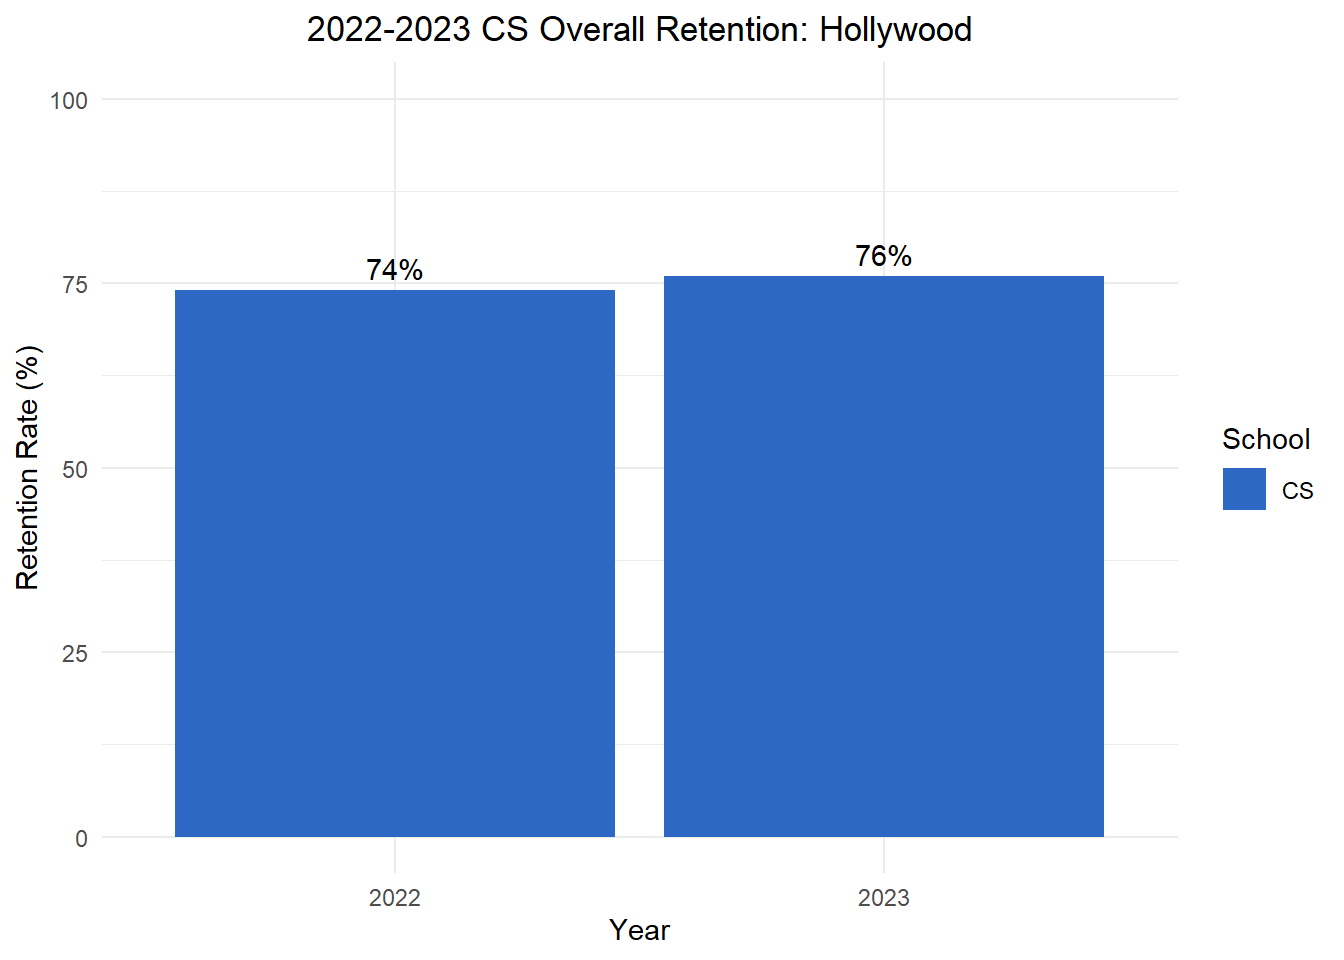 2022-2023 CS Overall Retention: Hollywood
100
75
50
25
0
Retention Rate (%)
74%
76%
2022
2023
Year
School
CS